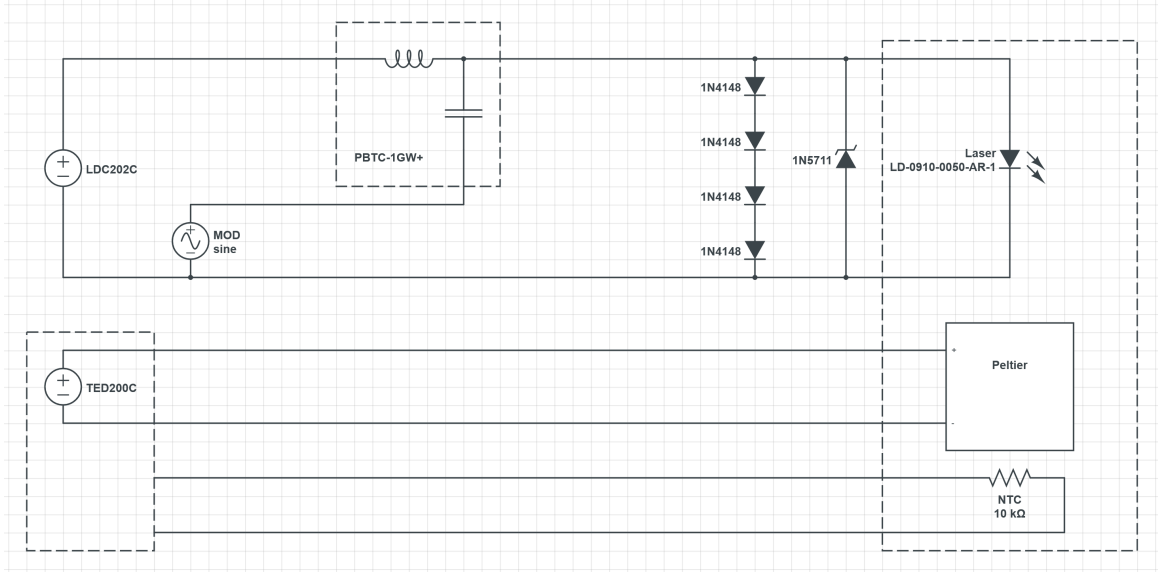 1N4148
1N4148
1N4148
1N4148
1N5711
Laser
LD-0910-0050-AR-1
PBTC-1GW+
LDC202C
MOD
sine
TED200C
Peltier
+
-
NTC
10 kΩ